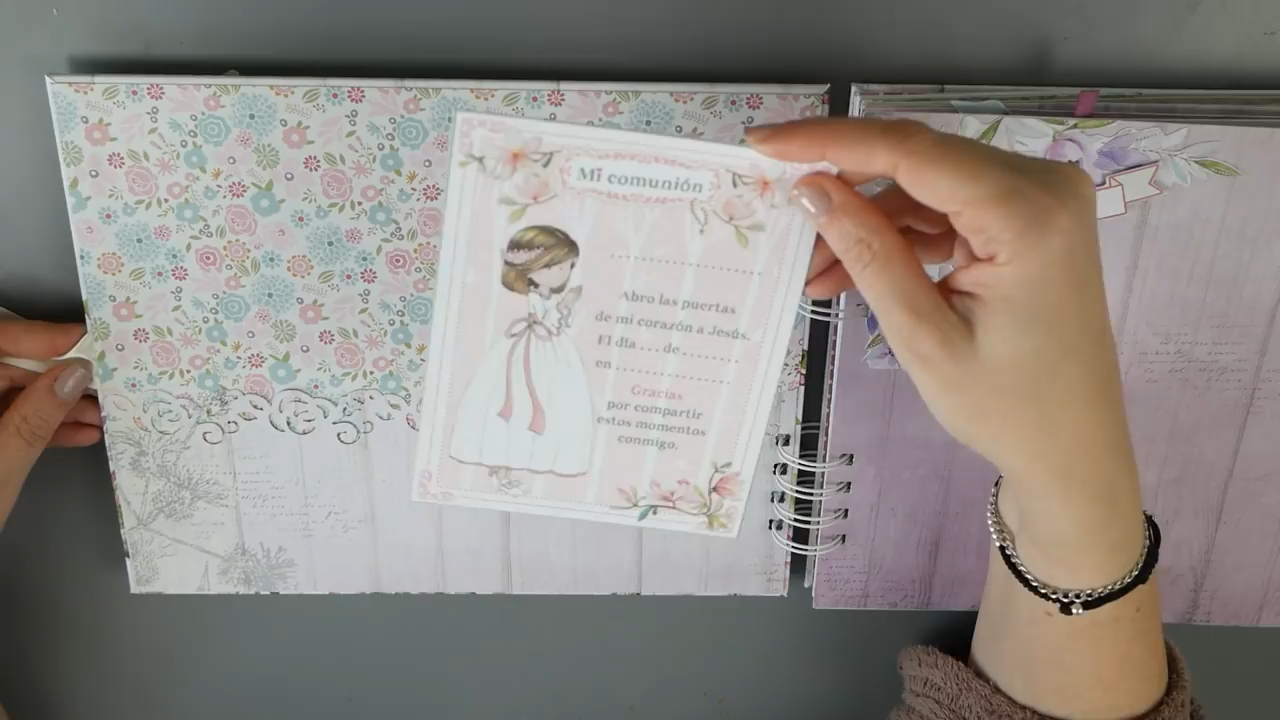 Mi comunión
....................
Abro las puertas
de mi corazón a Jesús.
El día ... de ........
en ................
Gracias
por compartir
estos momentos
conmigo.